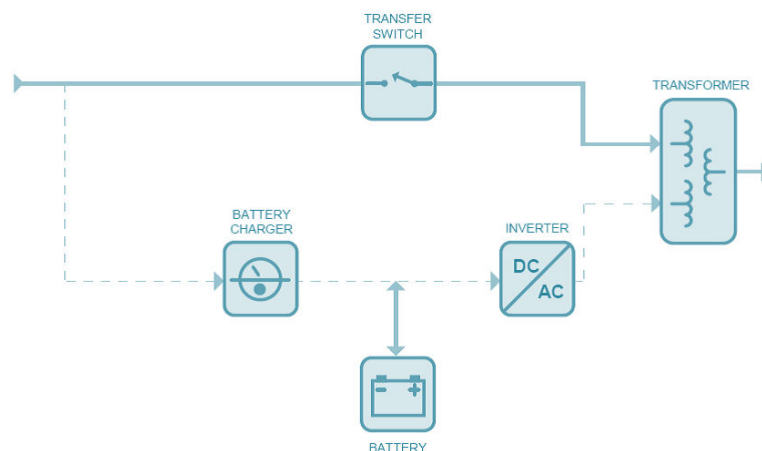 TRANSFER
SWITCH
TRANSFORMER
BATTERY
CHARGER
INVERTER
DC
AC
BATTERY